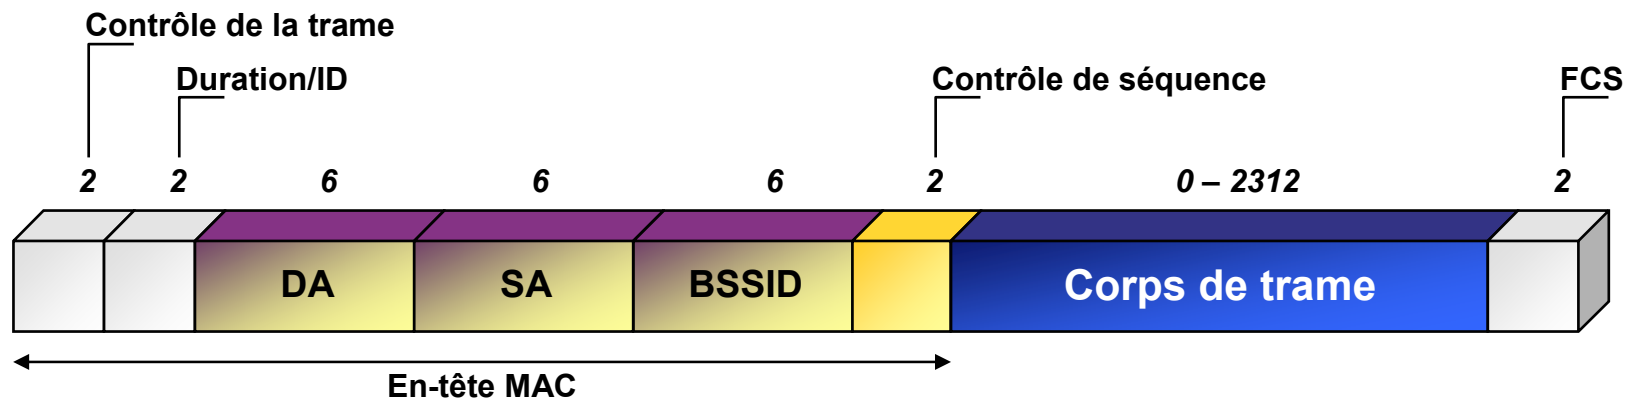 Contrôle de la trame
Duration/ID
Contrôle de séquence
FCS
2 2 6 6 6 2 0 – 2312 2
DA SA BSSID Corps de trame
En-tête MAC